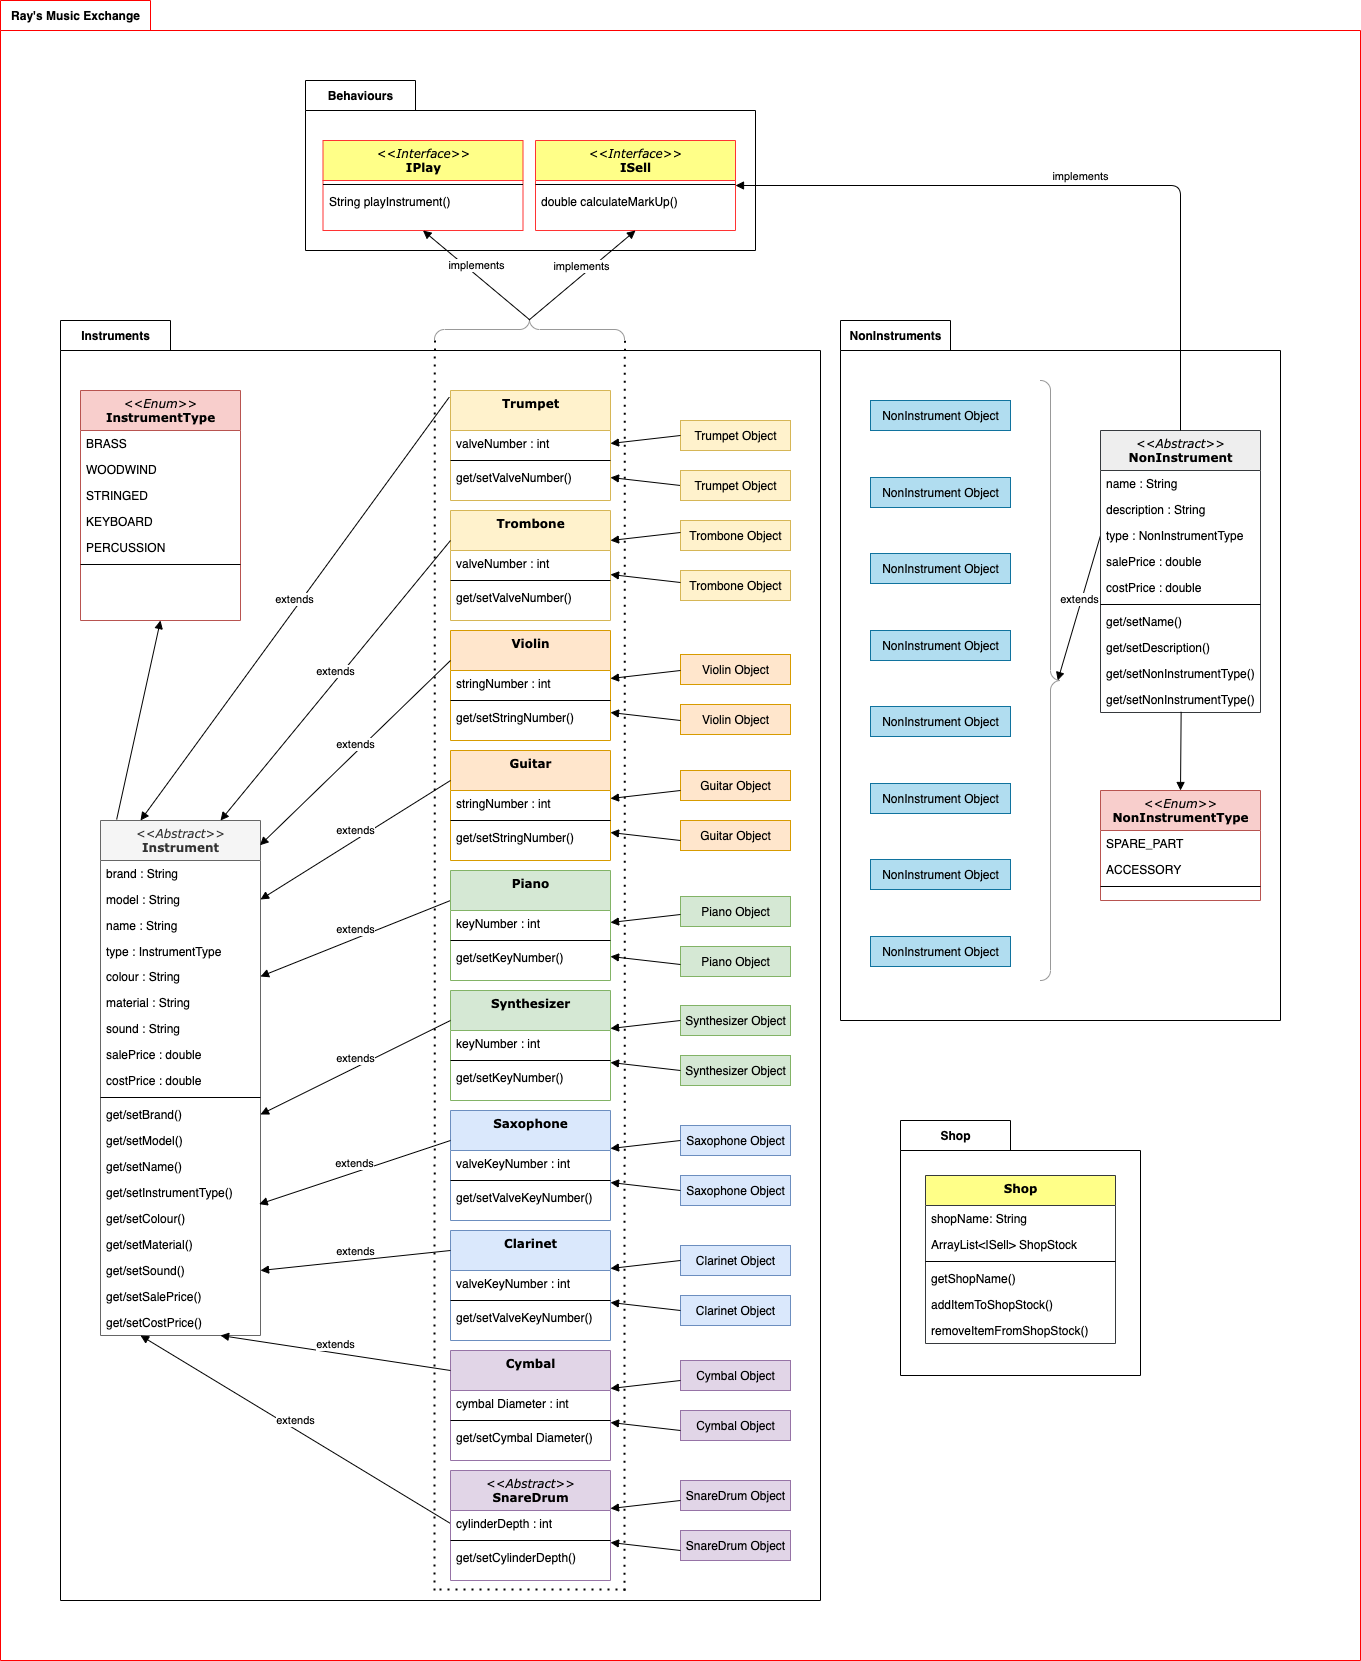 Ray's Music Exchange
Behaviours
<<Interface>>
IPlay
String playInstrument()
<<Interface>>
ISell
double calculateMarkUp()
implements
implements
implements
Instruments
<<Enum>>
InstrumentType
BRASS
WOODWIND
STRINGED
KEYBOARD
PERCUSSION
<<Abstract>>
Instrument
brand : String
model : String
name : String
type : InstrumentType
colour : String
material : String
sound : String
salePrice : double
costPrice : double
get/setBrand()
get/setModel()
get/setName()
get/setInstrumentType()
get/setColour()
get/setMaterial()
get/setSound()
get/setSalePrice()
get/setCostPrice()
extends
extends
extends
extends
extends
extends
extends
extends
extends
extends
Trumpet
valveNumber : int
get/setValveNumber()
Trumpet Object
Trumpet Object
Trombone
valveNumber : int
get/setValveNumber()
Trombone Object
Trombone Object
Violin
stringNumber : int
get/setStringNumber()
Violin Object
Violin Object
Guitar
stringNumber : int
get/setStringNumber()
Guitar Object
Guitar Object
Piano
keyNumber : int
get/setKeyNumber()
Piano Object
Piano Object
Synthesizer
keyNumber : int
get/setKeyNumber()
Synthesizer Object
Synthesizer Object
Saxophone
valveKeyNumber : int
get/setValveKeyNumber()
Saxophone Object
Saxophone Object
Clarinet
valveKeyNumber : int
get/setValveKeyNumber()
Clarinet Object
Clarinet Object
Cymbal
cymbal Diameter : int
get/setCymbal Diameter()
Cymbal Object
Cymbal Object
<<Abstract>>
SnareDrum
cylinderDepth : int
get/setCylinderDepth()
SnareDrum Object
SnareDrum Object
NonInstruments
NonInstrument Object
NonInstrument Object
NonInstrument Object
NonInstrument Object
NonInstrument Object
NonInstrument Object
NonInstrument Object
NonInstrument Object
extends
<<Abstract>>
NonInstrument
name : String
description : String
type : NonInstrumentType
salePrice : double
costPrice : double
get/setName()
get/setDescription()
get/setNonInstrumentType()
get/setNonInstrumentType()
<<Enum>>
NonInstrumentType
SPARE_PART
ACCESSORY
Shop
Shop
shopName: String
ArrayList<ISell> ShopStock
getShopName()
addItemToShopStock()
removeItemFromShopStock()